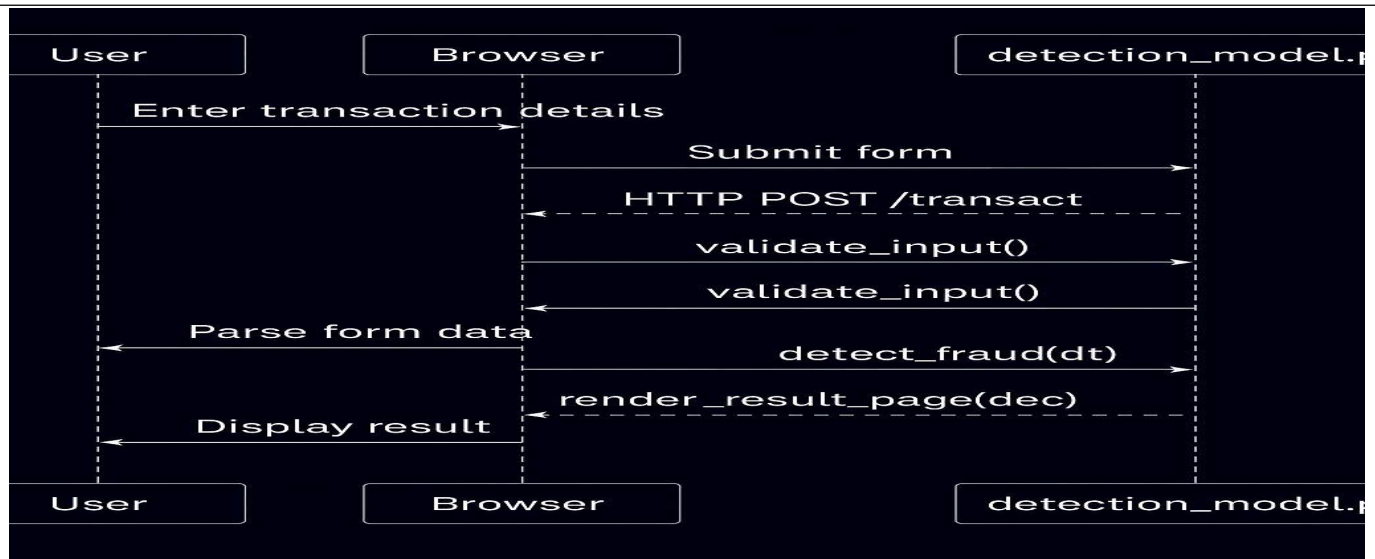 User Browser detection_model.p
Enter transaction details
Submit form
HTTP POST /transact
validate_input()
validate_input()
Parse form data
detect_fraud(dt)
render_result_page(dec)
Display result
User Browser detection_model.p